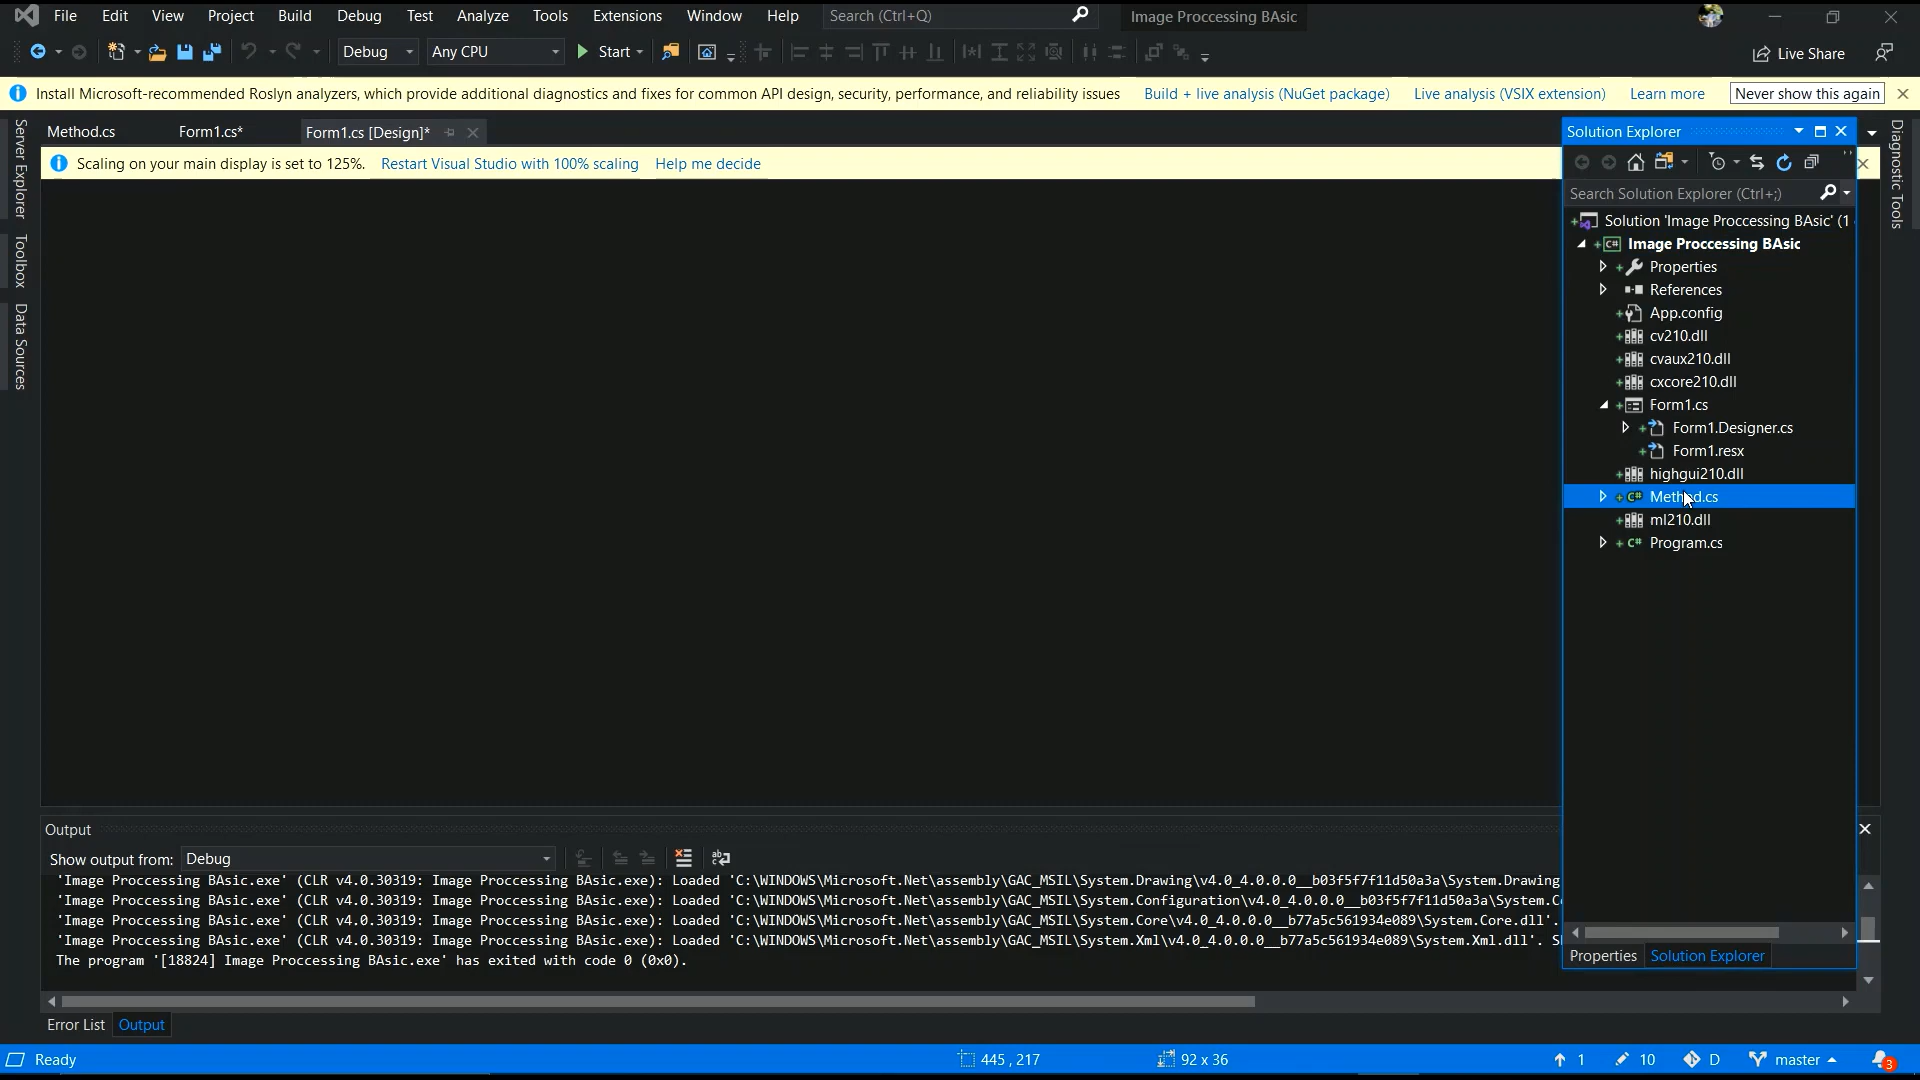 File Edit View Project Build Debug Test Analyze Tools Extensions Window Help Search (Ctrl+Q) Image Proccessing BAsic
Debug Any CPU Start Live Share
Install Microsoft-recommended Roslyn analyzers, which provide additional diagnostics and fixes for common API design, security, performance, and reliability issues Build + live analysis (NuGet package) Live analysis (VSIX extension) Learn more Never show this again
Server Explorer
Toolbox
Data Sources
Method.cs Form1.cs* Form1.cs [Design]*
Scaling on your main display is set to 125%. Restart Visual Studio with 100% scaling Help me decide
Solution Explorer
Search Solution Explorer (Ctrl+;)
Solution 'Image Proccessing BAsic' (1
Image Proccessing BAsic
Properties
References
App.config
cv210.dll
cvaux210.dll
cxcore210.dll
Form1.cs
Form1.Designer.cs
Form1.resx
highgui210.dll
Method.cs
ml210.dll
Program.cs
Properties Solution Explorer
Diagnostic Tools
Output
Show output from: Debug
'Image Proccessing BAsic.exe' (CLR v4.0.30319: Image Proccessing BAsic.exe): Loaded 'C:\WINDOWS\Microsoft.Net\assembly\GAC_MSIL\System.Drawing\v4.0_4.0.0.0__b03f5f7f11d50a3a\System.Drawing
'Image Proccessing BAsic.exe' (CLR v4.0.30319: Image Proccessing BAsic.exe): Loaded 'C:\WINDOWS\Microsoft.Net\assembly\GAC_MSIL\System.Configuration\v4.0_4.0.0.0__b03f5f7f11d50a3a\System.Co
'Image Proccessing BAsic.exe' (CLR v4.0.30319: Image Proccessing BAsic.exe): Loaded 'C:\WINDOWS\Microsoft.Net\assembly\GAC_MSIL\System.Core\v4.0_4.0.0.0__b77a5c561934e089\System.Core.dll'.
'Image Proccessing BAsic.exe' (CLR v4.0.30319: Image Proccessing BAsic.exe): Loaded 'C:\WINDOWS\Microsoft.Net\assembly\GAC_MSIL\System.Xml\v4.0_4.0.0.0__b77a5c561934e089\System.Xml.dll'. S
The program '[18824] Image Proccessing BAsic.exe' has exited with code 0 (0x0).
Error List Output
Ready 445 , 217 92 x 36 1 10 D master 3